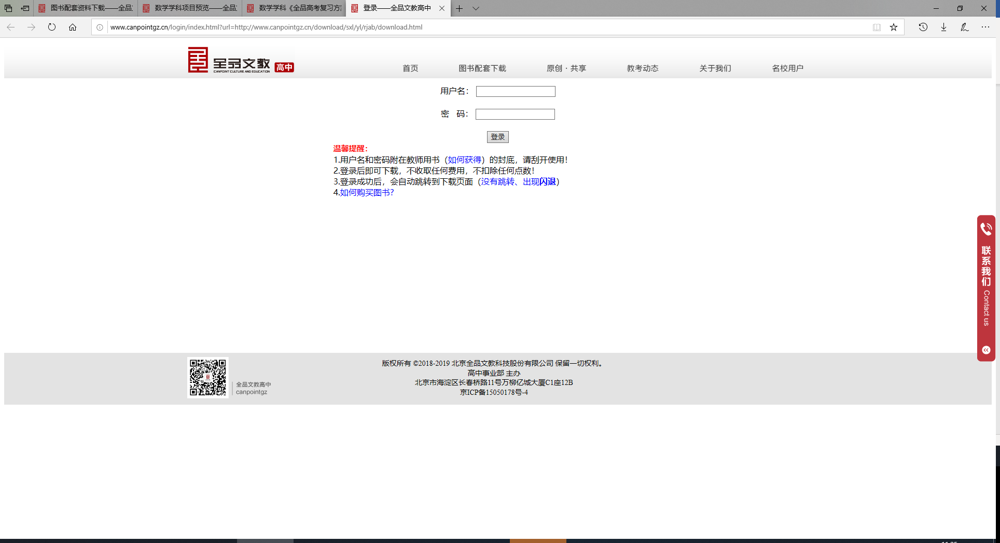 图书配套资料下载——全品
数学学科项目预览——全品
数学学科《全品高考复习方
登录——全品文教高中
www.canpointgz.cn/login/index.html?url=http://www.canpointgz.cn/download/sxl/yl/rjab/download.html
全品文教 高中
CANPOINT CULTURE AND EDUCATION
首页 图书配套下载 原创·共享 教考动态 关于我们 名校用户
用户名：
密 码：
登录
温馨提醒：
1.用户名和密码附在教师用书（如何获得）的封底，请刮开使用！
2.登录后即可下载，不收取任何费用，不扣除任何点数！
3.登录成功后，会自动跳转到下载页面（没有跳转、出现闪退）
4.如何购买图书？
联系我们 Contact us
全品文教高中
canpointgz
版权所有 ©2018-2019 北京全品文教科技股份有限公司 保留一切权利。
高中事业部 主办
北京市海淀区长春桥路11号万柳亿城大厦C1座12B
京ICP备15050178号-4